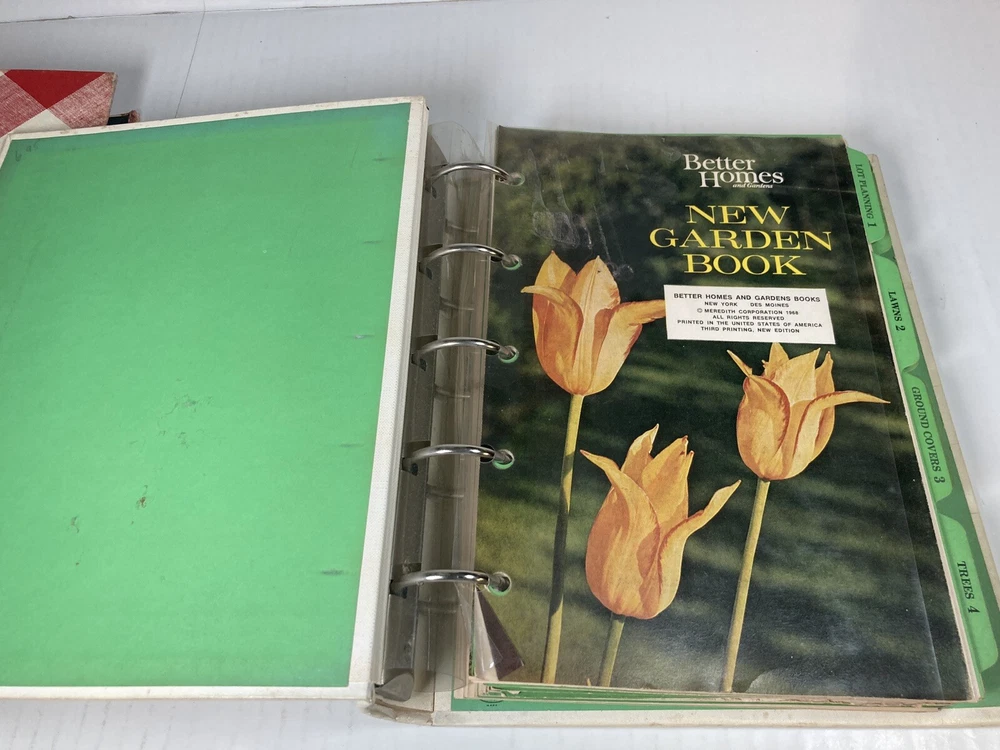 Better
Homes
and Gardens
NEW
GARDEN
BOOK
BETTER HOMES AND GARDENS BOOKS
NEW YORK DES MOINES
© MEREDITH CORPORATION 1968
ALL RIGHTS RESERVED
PRINTED IN THE UNITED STATES OF AMERICA
THIRD PRINTING, NEW EDITION
LOT PLANNING 1
LAWNS 2
GROUND COVERS 3
TREES 4